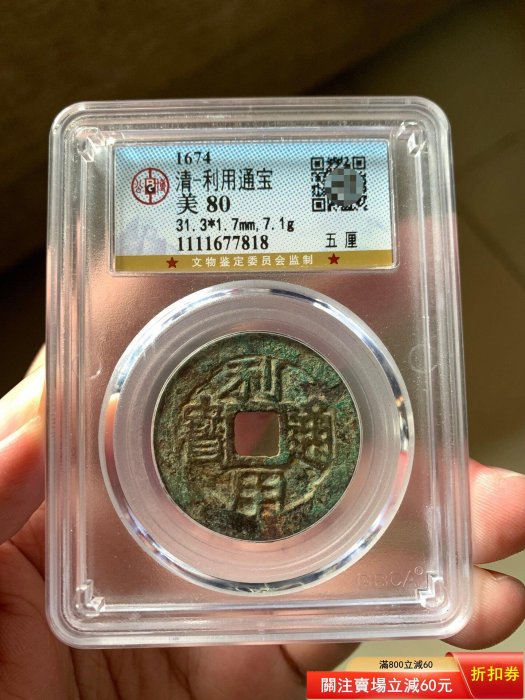 1674
清-利用通宝
美 80
31.3*1.7mm,7.1g
1111677818
五厘
★ 文物鉴定委员会监制 ★
利
寶 通
用
GBCA
滿800立減60
關注賣場立減60元
折扣券